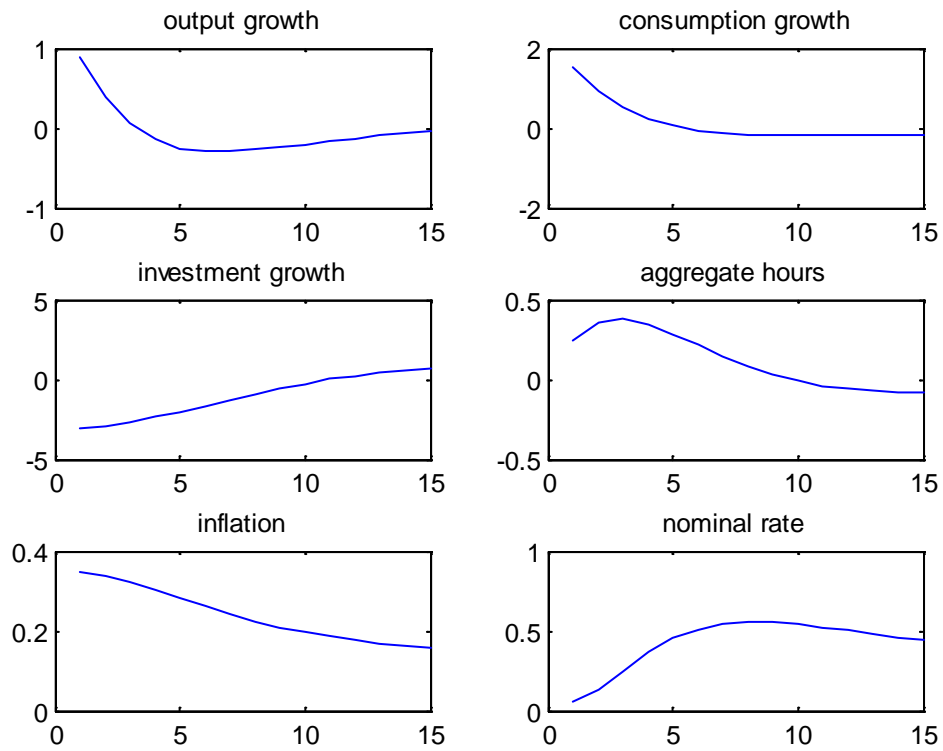 output growth
1
0
-1
0 5 10 15
consumption growth
2
0
-2
0 5 10 15
investment growth
5
0
-5
0 5 10 15
aggregate hours
0.5
0
-0.5
0 5 10 15
inflation
0.4
0.2
0
0 5 10 15
nominal rate
1
0.5
0
0 5 10 15